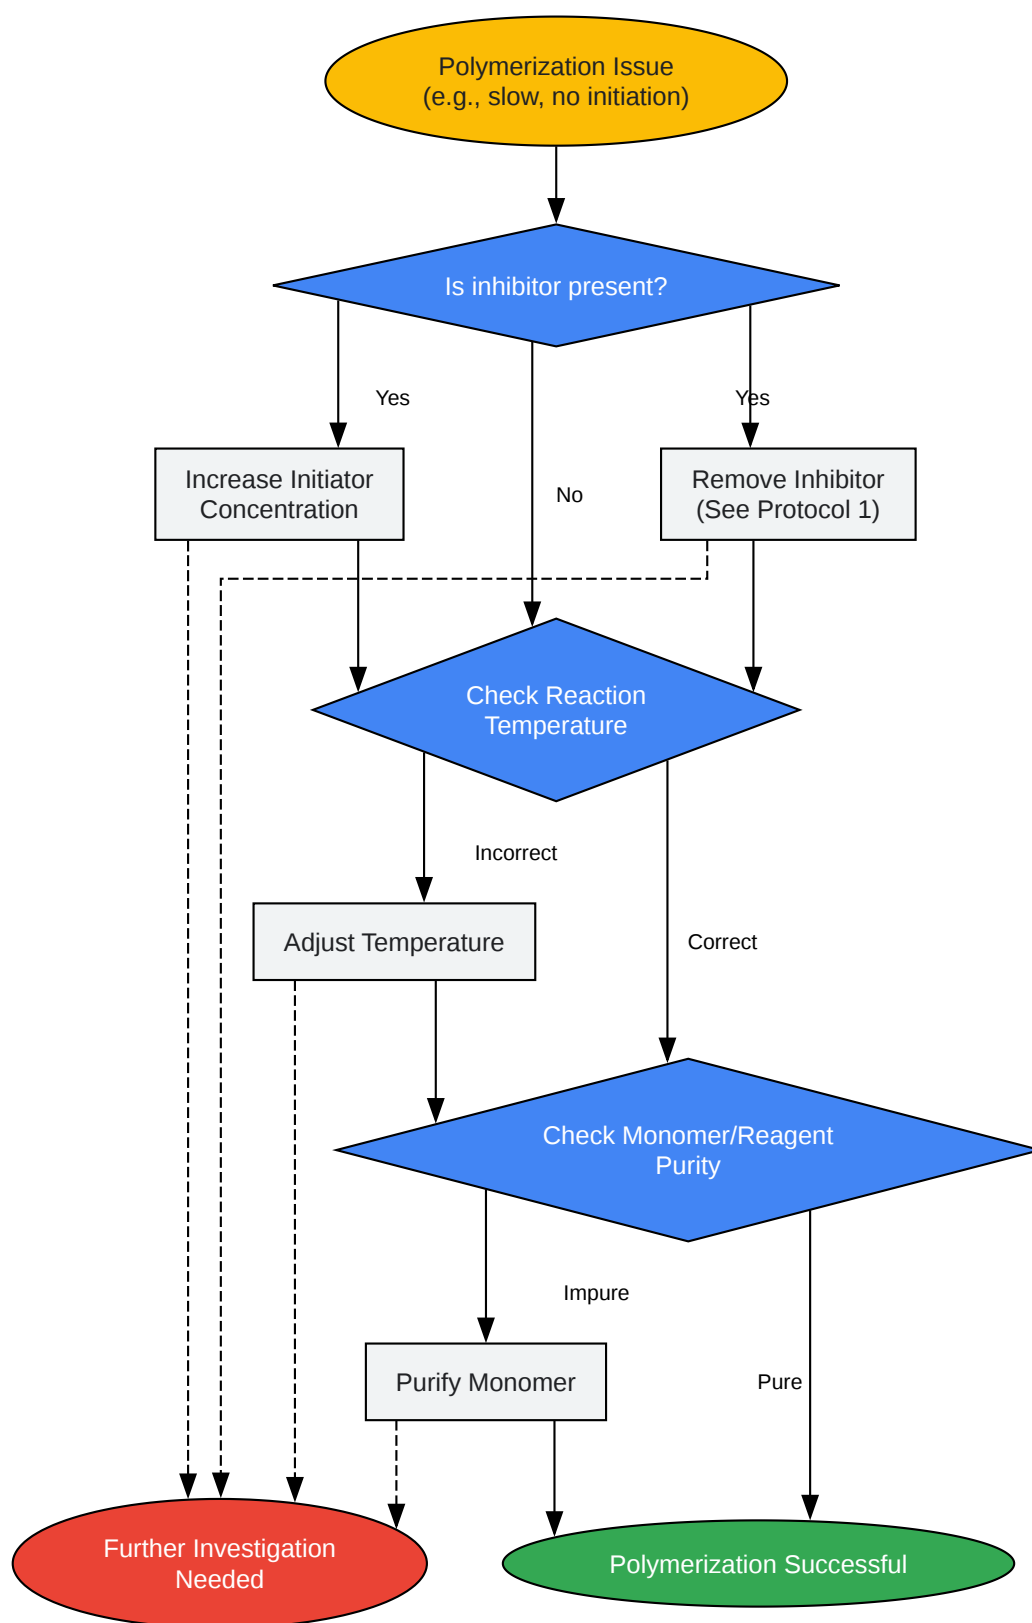 Polymerization Issue
(e.g., slow, no initiation)
Is inhibitor present?
Yes
Yes
Increase Initiator
Concentration
No
Remove Inhibitor
(See Protocol 1)
Check Reaction
Temperature
Incorrect
Adjust Temperature
Correct
Check Monomer/Reagent
Purity
Impure
Purify Monomer
Pure
Further Investigation
Needed
Polymerization Successful